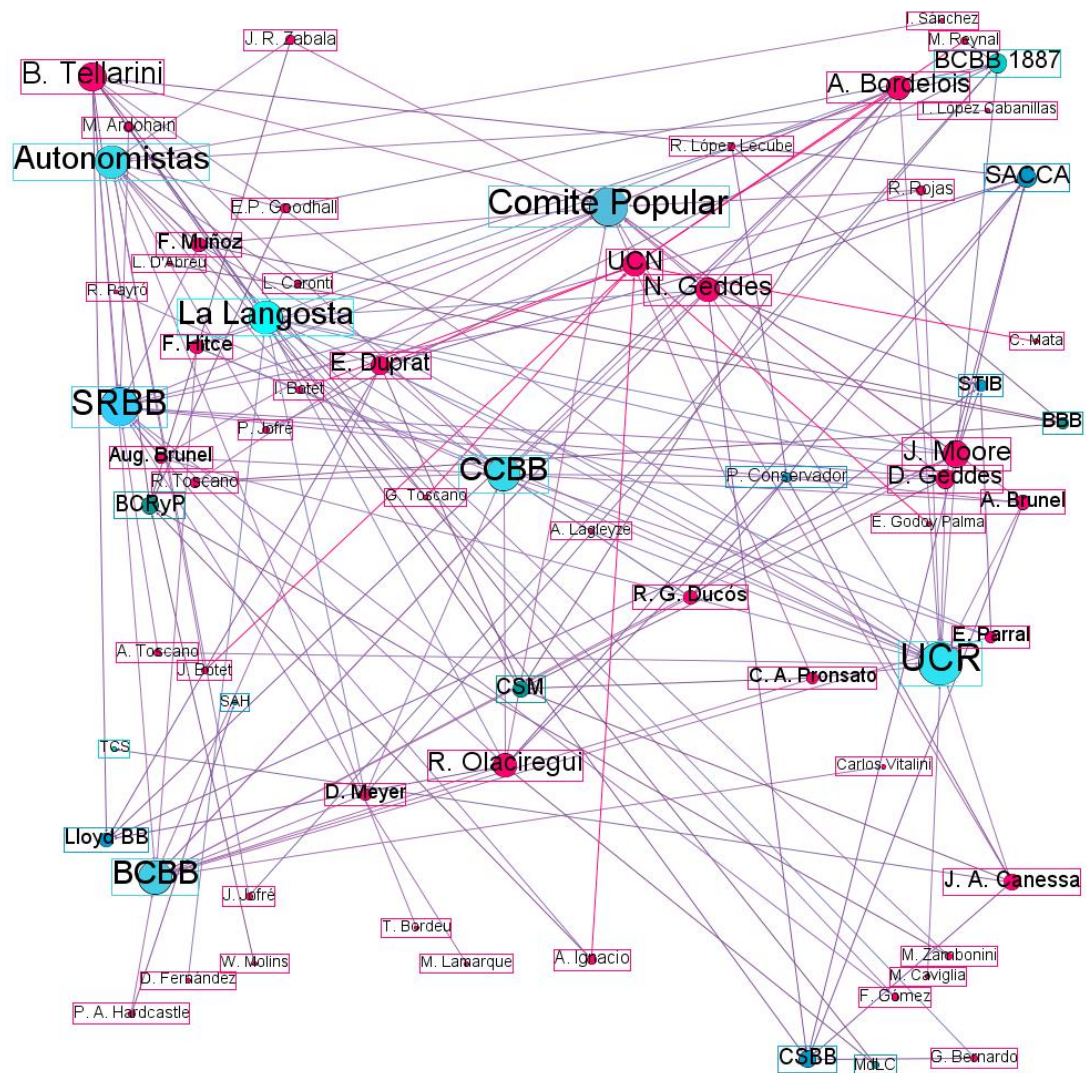 I. Sánchez
J. R. Zabala
M. Reynal
BCBB 1887
B. Tellarini
A. Bordelois
T. López Cabanillas
M. Ardohain
R. López Lecube
Autonomistas
SACCA
R. Rojas
Comité Popular
E.P. Goodhall
F. Muñoz
UCN
L. D'Abreu
L. Caronti
N. Geddes
R. Payró
La Langosta
C. Mata
F. Hitce
E. Duprat
STIB
I. Botet
SRBB
BBB
P. Jofré
J. Moore
Aug. Brunel
CCBB
P. Conservador
D. Geddes
R. Toscano
G. Toscano
A. Brunel
BCRyP
E. Godoy Palma
A. Lagleyze
R. G. Ducós
E. Parral
A. Toscano
UCR
J. Botet
C. A. Pronsato
CSM
SAH
TCS
R. Olaciregui
Carlos Vitalini
D. Meyer
Lloyd BB
BCBB
J. A. Canessa
J. Jofré
T. Bordeu
M. Zambonini
W. Molins
M. Lamarque
A. Ignacio
D. Fernández
M. Caviglia
F. Gómez
P. A. Hardcastle
CSBB
MdLC
G. Bernardo